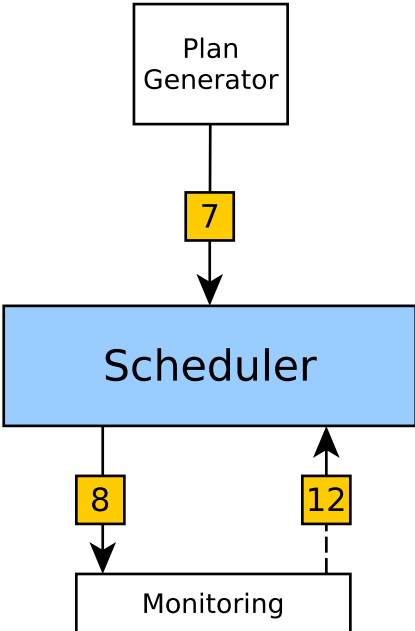 Plan
Generator
7
Scheduler
8
12
Monitoring